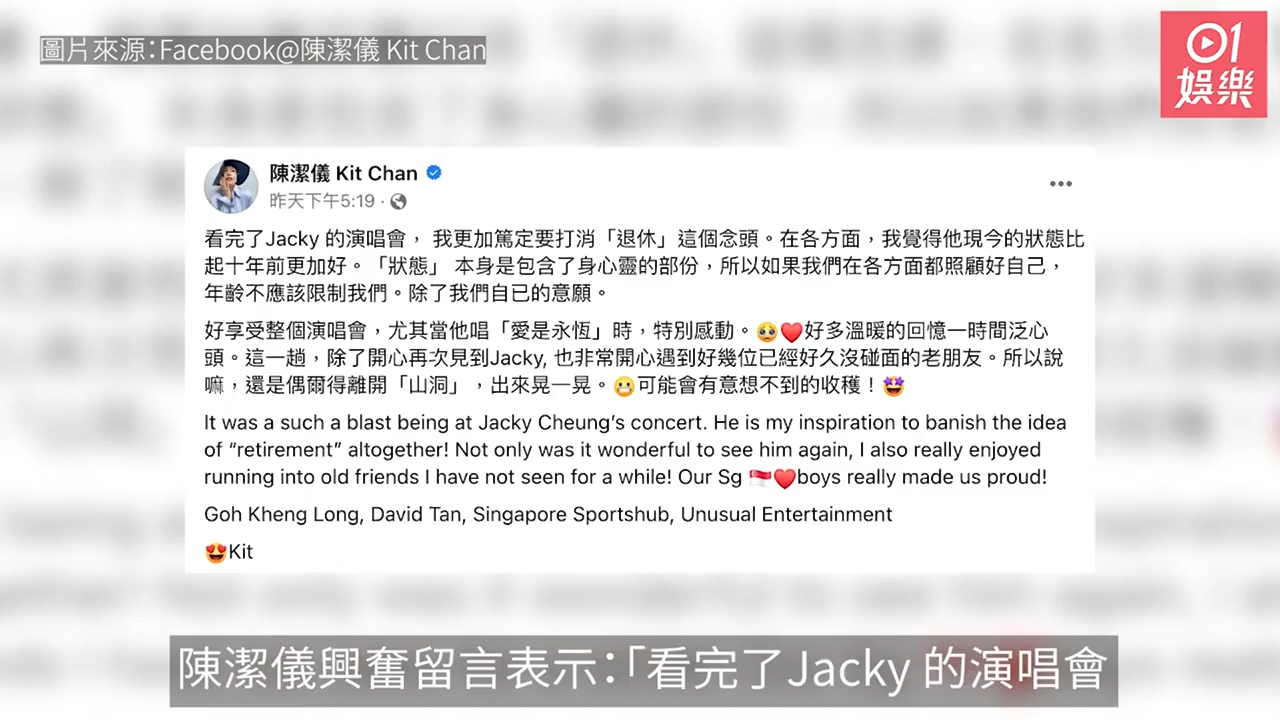 圖片來源:Facebook@陳潔儀 Kit Chan
01
娛樂
陳潔儀 Kit Chan
昨天下午5:19 ·
看完了Jacky 的演唱會， 我更加篤定要打消「退休」這個念頭。在各方面，我覺得他現今的狀態比
起十年前更加好。「狀態」 本身是包含了身心靈的部份，所以如果我們在各方面都照顧好自己，
年齡不應該限制我們。除了我們自已的意願。
好享受整個演唱會，尤其當他唱「愛是永恆」時，特別感動。🥹❤️好多溫暖的回憶一時間泛心
頭。這一趟，除了開心再次見到Jacky, 也非常開心遇到好幾位已經好久沒碰面的老朋友。所以說
嘛，還是偶爾得離開「山洞」，出來晃一晃。😬可能會有意想不到的收穫！🤩
It was a such a blast being at Jacky Cheung's concert. He is my inspiration to banish the idea
of “retirement” altogether! Not only was it wonderful to see him again, I also really enjoyed
running into old friends I have not seen for a while! Our Sg 🇸🇬❤️boys really made us proud!
Goh Kheng Long, David Tan, Singapore Sportshub, Unusual Entertainment
😍Kit
陳潔儀興奮留言表示:「看完了Jacky 的演唱會